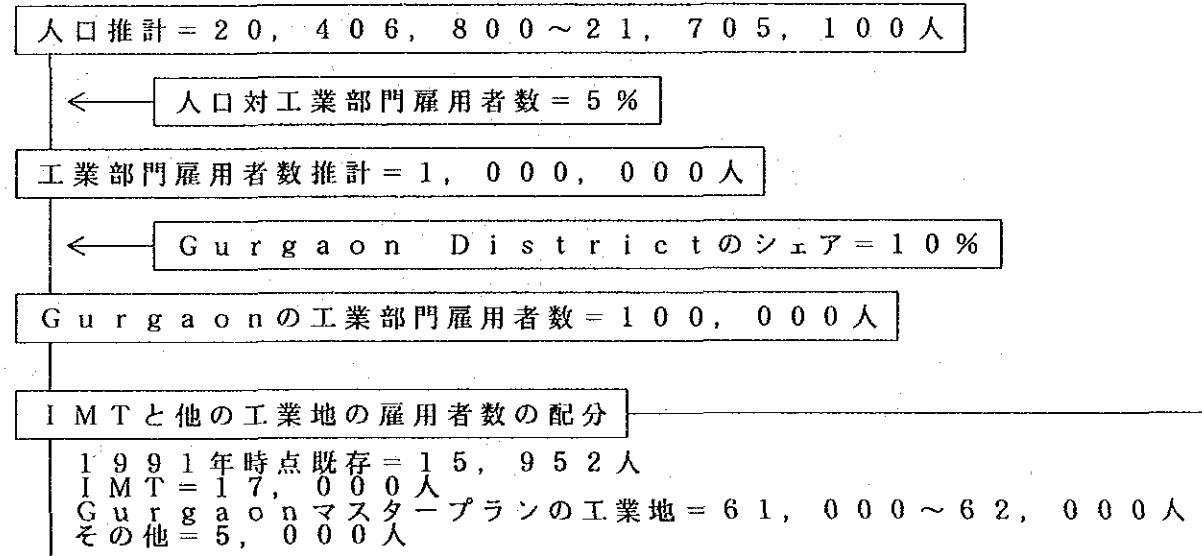 人口推計=20,406,800~21,705,100人
人口対工業部門雇用者数=5%
工業部門雇用者数推計=1,000,000人
Gurgaon Districtのシェア=10%
Gurgaonの工業部門雇用者数=100,000人
IMTと他の工業地の雇用者数の配分
1991年時点既存=15,952人
IMT=17,000人
Gurgaonマスタープランの工業地=61,000~62,000人
その他=5,000人